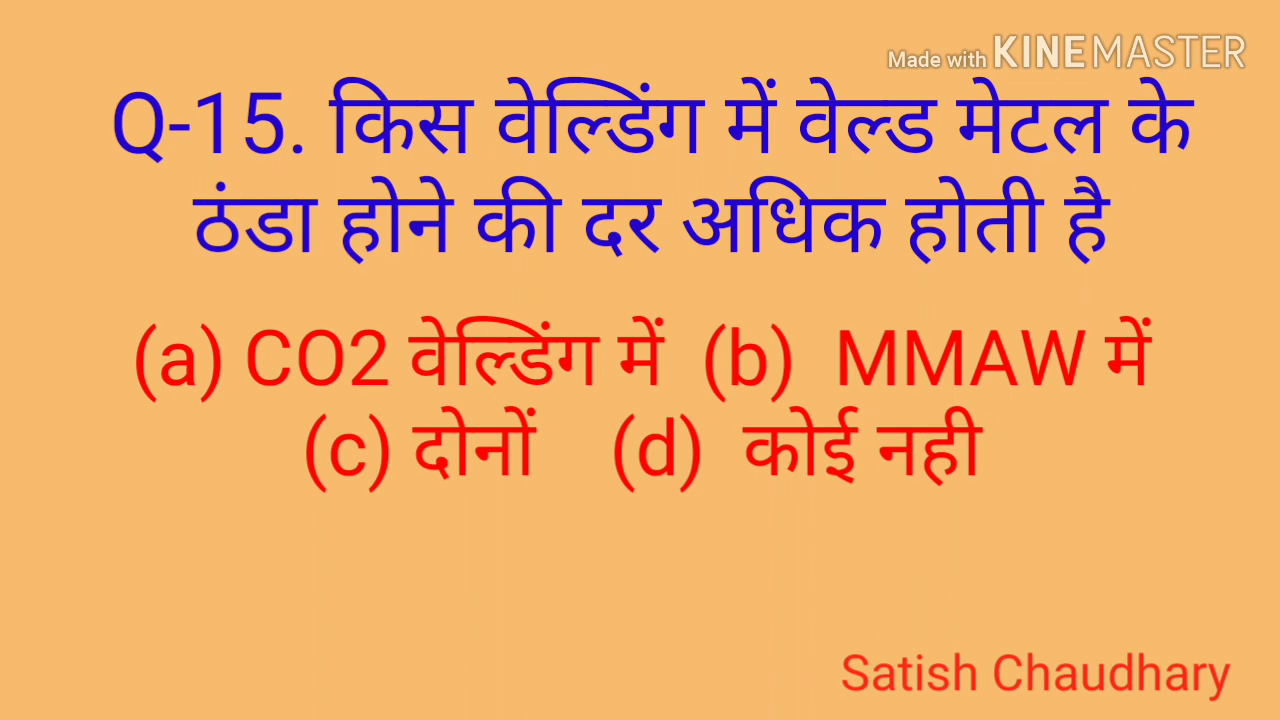 Made with KINEMASTER
Q-15. किस वेल्डिंग में वेल्ड मेटल के
ठंडा होने की दर अधिक होती है
(a) CO2 वेल्डिंग में (b) MMAW में
(c) दोनों (d) कोई नही
Satish Chaudhary